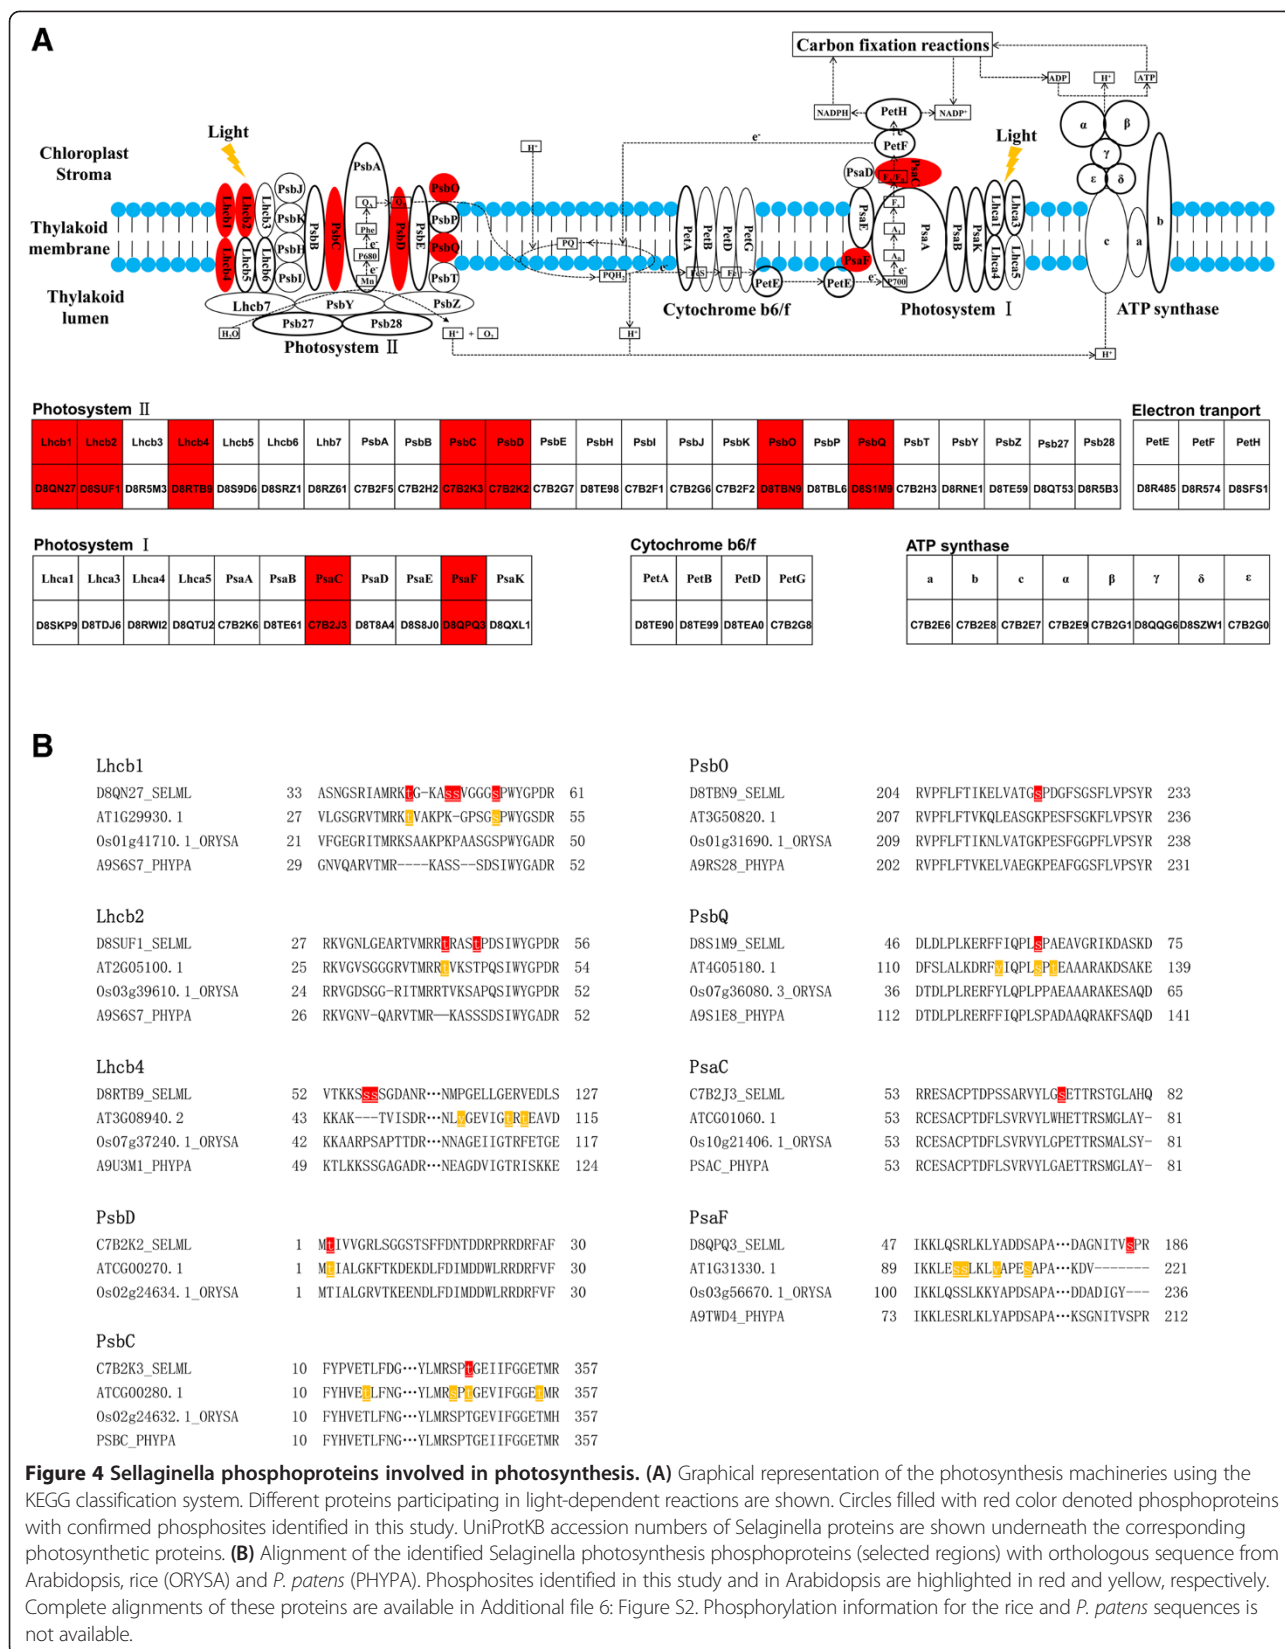 A
Carbon fixation reactions
ADP
H⁺
ATP
NADPH
PetH
NADP⁺
Light
e⁻
PetF
Light
Chloroplast
Stroma
H⁺
PsbA
PsaD
PsaC
α
β
γ
ε
δ
Lhcb1
Lhcb2
Lhcb3
PsbJ
PsbK
PsbB
PsbC
PsbD
PsbE
PsbO
PsbP
Thylakoid
membrane
Lhcb4
Lhcb5
Lhcb6
PsbH
PsbI
Phe
e⁻
P680
e⁻
Mn
PsbQ
PsbT
PQ
PQH₂
e⁻
PetA
PetB
PetD
PetG
PsaE
PsaF
PsaA
e⁻
P700
PsaB
PsaK
Lhca1
Lhca3
Lhca4
Lhca5
c
a
b
Thylakoid
lumen
Lhcb7
PsbY
PsbZ
PetE
PetE
Cytochrome b6/f
Photosystem Ⅰ
ATP synthase
H₂O
Psb27
Psb28
H⁺ + O₂
H⁺
H⁺
Photosystem Ⅱ
Photosystem Ⅱ
Lhcb1 Lhcb2 Lhcb3 Lhcb4 Lhcb5 Lhcb6 Lhb7 PsbA PsbB PsbC PsbD PsbE PsbH PsbI PsbJ PsbK PsbO PsbP PsbQ PsbT PsbY PsbZ Psb27 Psb28
D8QN27 D8SUF1 D8R5M3 D8RTB9 D8S9D6 D8SRZ1 D8RZ61 C7B2F5 C7B2H2 C7B2K3 C7B2K2 C7B2G7 D8TE98 C7B2F1 C7B2G6 C7B2F2 D8TBN9 D8TBL6 D8S1M9 C7B2H3 D8RNE1 D8TE59 D8QT53 D8R5B3
Electron tranport
PetE PetF PetH
D8R485 D8R574 D8SFS1
Photosystem Ⅰ
Lhca1 Lhca3 Lhca4 Lhca5 PsaA PsaB PsaC PsaD PsaE PsaF PsaK
D8SKP9 D8TDJ6 D8RWI2 D8QTU2 C7B2K6 D8TE61 C7B2J3 D8T8A4 D8S8J0 D8QPQ3 D8QXL1
Cytochrome b6/f
PetA PetB PetD PetG
D8TE90 D8TE99 D8TEA0 C7B2G8
ATP synthase
a b c α β γ δ ε
C7B2E6 C7B2E8 C7B2E7 C7B2E9 C7B2G1 D8QQG6 D8SZW1 C7B2G0
B
Lhcb1
D8QN27_SELML 33 ASNGSRIAMRKtG-KAssVGGGsPWYGPDR 61
AT1G29930.1 27 VLGSGRVTMRKtVAKPK-GPSGsPWYGSDR 55
Os01g41710.1_ORYSA 21 VFGEGRITMRKSAAKPKPAASGSPWYGADR 50
A9S6S7_PHYPA 29 GNVQARVTMR----KASS--SDSIWYGADR 52
Lhcb2
D8SUF1_SELML 27 RKVGNLGEARTVMRRtRAStPDSIWYGPDR 56
AT2G05100.1 25 RKVGVSGGGRVTMRRtVKSTPQSIWYGPDR 54
Os03g39610.1_ORYSA 24 RRVGDSGG-RITMRRTVKSAPQSIWYGPDR 52
A9S6S7_PHYPA 26 RKVGNV-QARVTMR--KASSSDSIWYGADR 52
Lhcb4
D8RTB9_SELML 52 VTKKSssSGDANR···NMPGELLGERVEDLS 127
AT3G08940.2 43 KKAK---TVISDR···NLyGEVIGtRtEAVD 115
Os07g37240.1_ORYSA 42 KKAARPSAPTTDR···NNAGEIIGTRFETGE 117
A9U3M1_PHYPA 49 KTLKKSSGAGADR···NEAGDVIGTRISKKE 124
PsbD
C7B2K2_SELML 1 MtIVVGRLSGGSTSFFDNTDDRPRRDRFAF 30
ATCG00270.1 1 MtIALGKFTKDEKDLFDIMDDWLRRDRFVF 30
Os02g24634.1_ORYSA 1 MTIALGRVTKEENDLFDIMDDWLRRDRFVF 30
PsbC
C7B2K3_SELML 10 FYPVETLFDG···YLMRSPtGEIIFGGETMR 357
ATCG00280.1 10 FYHVEtLFNG···YLMRsPtGEVIFGGEtMR 357
Os02g24632.1_ORYSA 10 FYHVETLFNG···YLMRSPTGEVIFGGETMH 357
PSBC_PHYPA 10 FYHVETLFNG···YLMRSPTGEIIFGGETMR 357
PsbO
D8TBN9_SELML 204 RVPFLFTIKELVATGsPDGFSGSFLVPSYR 233
AT3G50820.1 207 RVPFLFTVKQLEASGKPESFSGKFLVPSYR 236
Os01g31690.1_ORYSA 209 RVPFLFTIKNLVATGKPESFGGPFLVPSYR 238
A9RS28_PHYPA 202 RVPFLFTVKELVAEGKPEAFGGSFLVPSYR 231
PsbQ
D8S1M9_SELML 46 DLDLPLKERFFIQPLsPAEAVGRIKDASKD 75
AT4G05180.1 110 DFSLALKDRFyIQPLsPtEAAARAKDSAKE 139
Os07g36080.3_ORYSA 36 DTDLPLRERFYLQPLPPAEAAARAKESAQD 65
A9S1E8_PHYPA 112 DTDLPLRERFFIQPLSPADAAQRAKFSAQD 141
PsaC
C7B2J3_SELML 53 RRESACPTDPSSARVYLGsETTRSTGLAHQ 82
ATCG01060.1 53 RCESACPTDFLSVRVYLWHETTRSMGLAY- 81
Os10g21406.1_ORYSA 53 RCESACPTDFLSVRVYLGPETTRSMALSY- 81
PSAC_PHYPA 53 RCESACPTDFLSVRVYLGAETTRSMGLAY- 81
PsaF
D8QPQ3_SELML 47 IKKLQSRLKLYADDSAPA···DAGNITVsPR 186
AT1G31330.1 89 IKKLEssLKLyAPEsAPA···KDV------- 221
Os03g56670.1_ORYSA 100 IKKLQSSLKKYAPDSAPA···DDADIGY--- 236
A9TWD4_PHYPA 73 IKKLESRLKLYAPDSAPA···KSGNITVSPR 212
Figure 4 Sellaginella phosphoproteins involved in photosynthesis. (A) Graphical representation of the photosynthesis machineries using the
KEGG classification system. Different proteins participating in light-dependent reactions are shown. Circles filled with red color denoted phosphoproteins
with confirmed phosphosites identified in this study. UniProtKB accession numbers of Selaginella proteins are shown underneath the corresponding
photosynthetic proteins. (B) Alignment of the identified Selaginella photosynthesis phosphoproteins (selected regions) with orthologous sequence from
Arabidopsis, rice (ORYSA) and P. patens (PHYPA). Phosphosites identified in this study and in Arabidopsis are highlighted in red and yellow, respectively.
Complete alignments of these proteins are available in Additional file 6: Figure S2. Phosphorylation information for the rice and P. patens sequences is
not available.